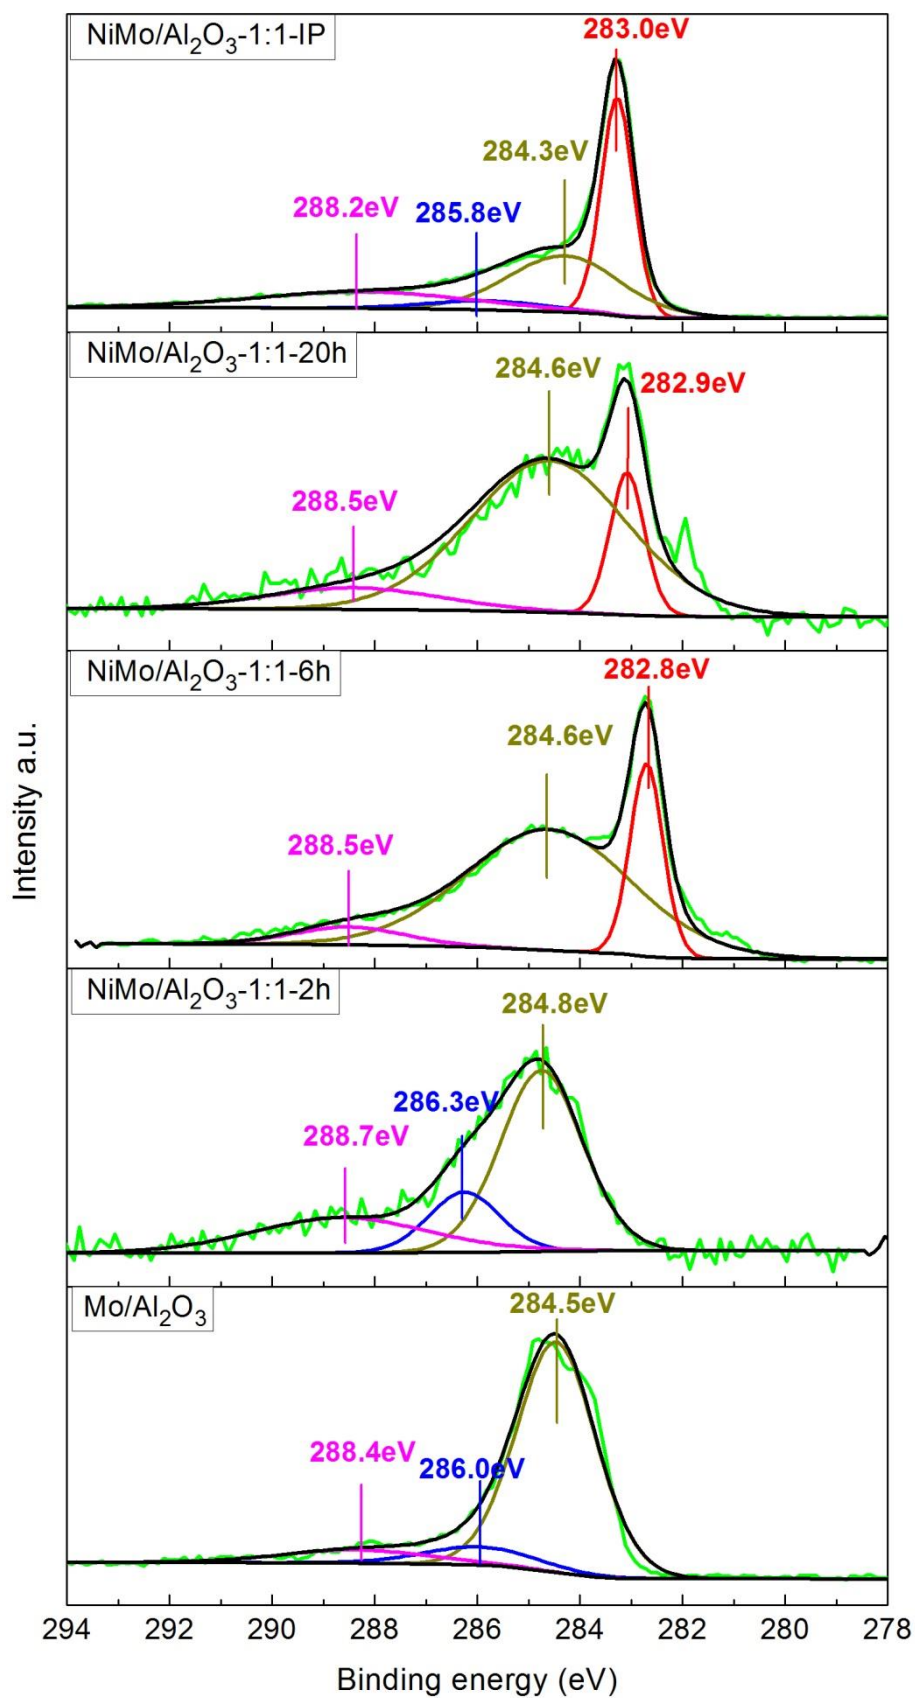 NiMo/Al2O3-1:1-IP
283.0eV
284.3eV
288.2eV 285.8eV
NiMo/Al2O3-1:1-20h
284.6eV 282.9eV
288.5eV
NiMo/Al2O3-1:1-6h
282.8eV
284.6eV
288.5eV
NiMo/Al2O3-1:1-2h
284.8eV
286.3eV
288.7eV
Mo/Al2O3
284.5eV
288.4eV
286.0eV
Intensity a.u.
294 292 290 288 286 284 282 280 278
Binding energy (eV)